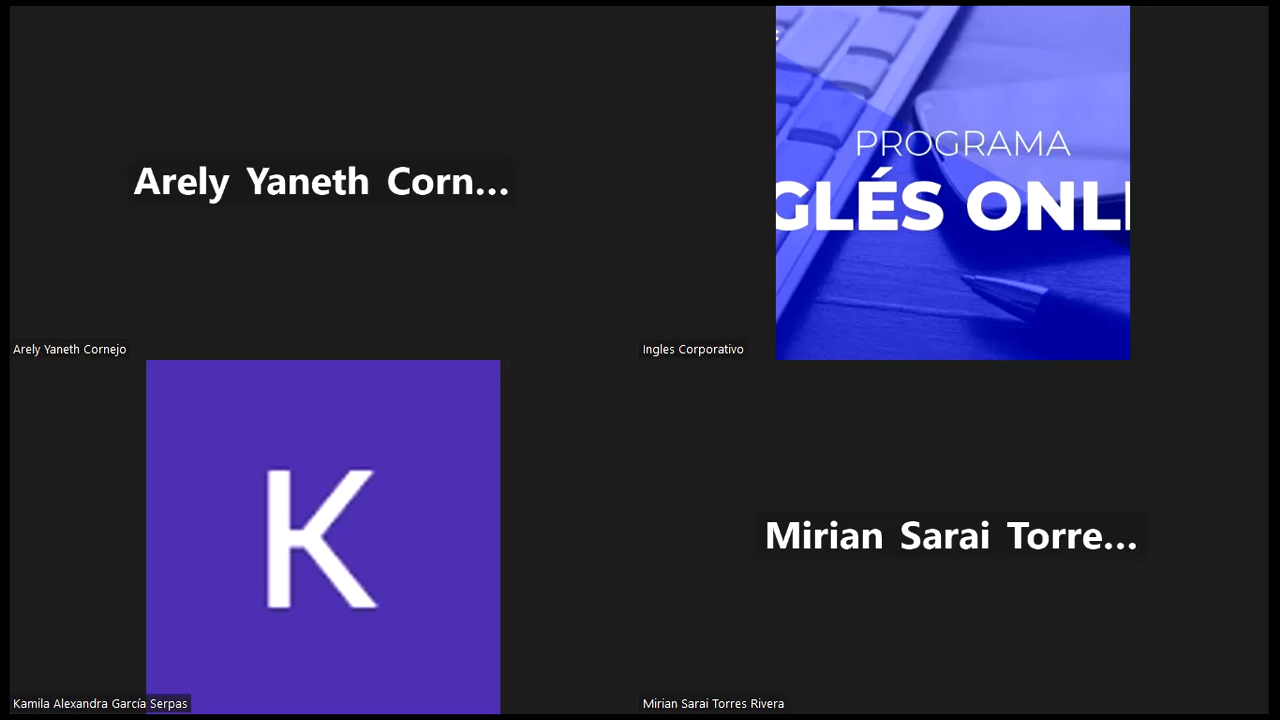 Arely Yaneth Corn...
Arely Yaneth Cornejo
PROGRAMA
GLÉS ONLI
Ingles Corporativo
K
Kamila Alexandra García Serpas
Mirian Sarai Torre...
Mirian Sarai Torres Rivera